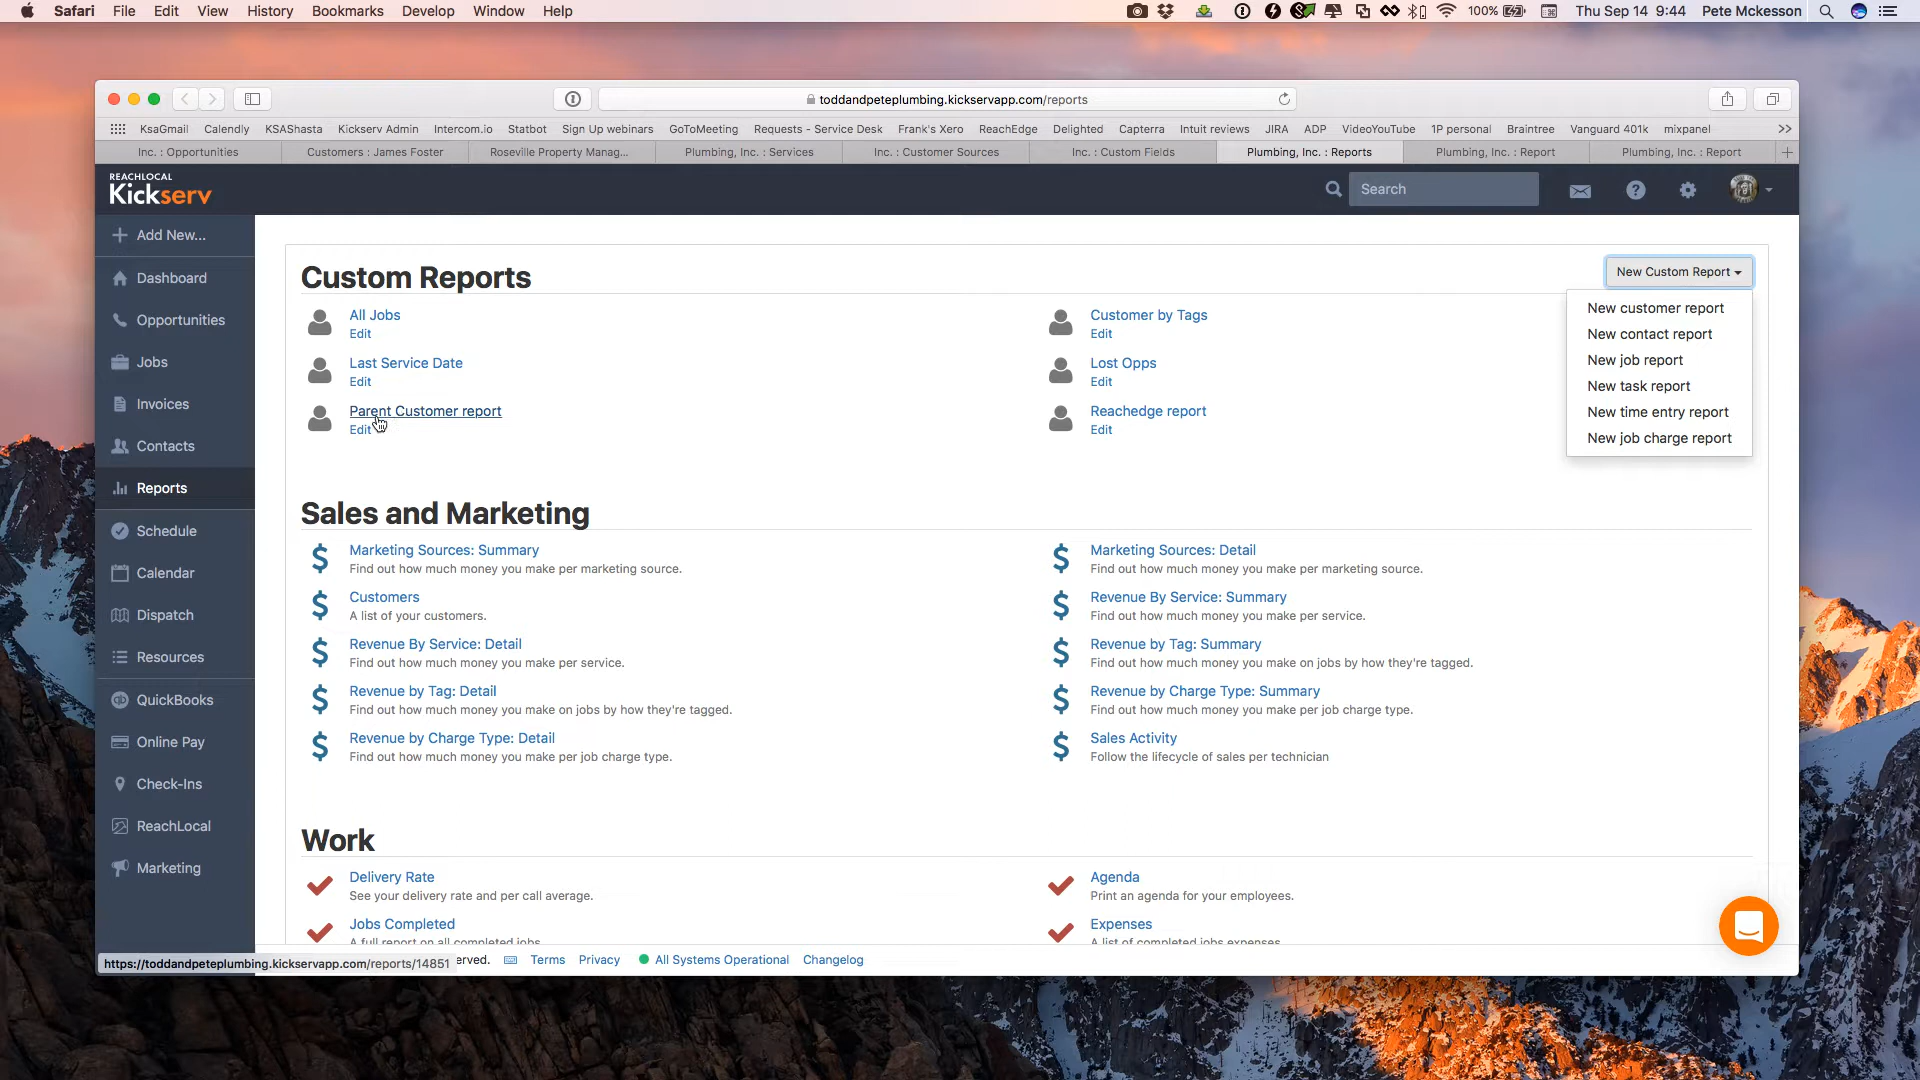 Safari File Edit View History Bookmarks Develop Window Help
100% Thu Sep 14 9:44 Pete Mckesson
toddandpeteplumbing.kickservapp.com/reports
KsaGmail Calendly KSAShasta Kickserv Admin Intercom.io Statbot Sign Up webinars GoToMeeting Requests - Service Desk Frank's Xero ReachEdge Delighted Capterra Intuit reviews JIRA ADP VideoYouTube 1P personal Braintree Vanguard 401k mixpanel
Inc. : Opportunities Customers : James Foster Roseville Property Manag... Plumbing, Inc. : Services Inc. : Customer Sources Inc. : Custom Fields Plumbing, Inc. : Reports Plumbing, Inc. : Report Plumbing, Inc. : Report
REACHLOCAL
Kickserv
Search
Add New...
Dashboard
Opportunities
Jobs
Invoices
Contacts
Reports
Schedule
Calendar
Dispatch
Resources
QuickBooks
Online Pay
Check-Ins
ReachLocal
Marketing
Custom Reports
New Custom Report
New customer report
New contact report
New job report
New task report
New time entry report
New job charge report
All Jobs
Edit
Customer by Tags
Edit
Last Service Date
Edit
Lost Opps
Edit
Parent Customer report
Edit
Reachedge report
Edit
Sales and Marketing
Marketing Sources: Summary
Find out how much money you make per marketing source.
Marketing Sources: Detail
Find out how much money you make per marketing source.
Customers
A list of your customers.
Revenue By Service: Summary
Find out how much money you make per service.
Revenue By Service: Detail
Find out how much money you make per service.
Revenue by Tag: Summary
Find out how much money you make on jobs by how they're tagged.
Revenue by Tag: Detail
Find out how much money you make on jobs by how they're tagged.
Revenue by Charge Type: Summary
Find out how much money you make per job charge type.
Revenue by Charge Type: Detail
Find out how much money you make per job charge type.
Sales Activity
Follow the lifecycle of sales per technician
Work
Delivery Rate
See your delivery rate and per call average.
Agenda
Print an agenda for your employees.
Jobs Completed
A full report on all completed jobs.
Expenses
A list of completed jobs expenses
https://toddandpeteplumbing.kickservapp.com/reports/14851
erved. Terms Privacy All Systems Operational Changelog